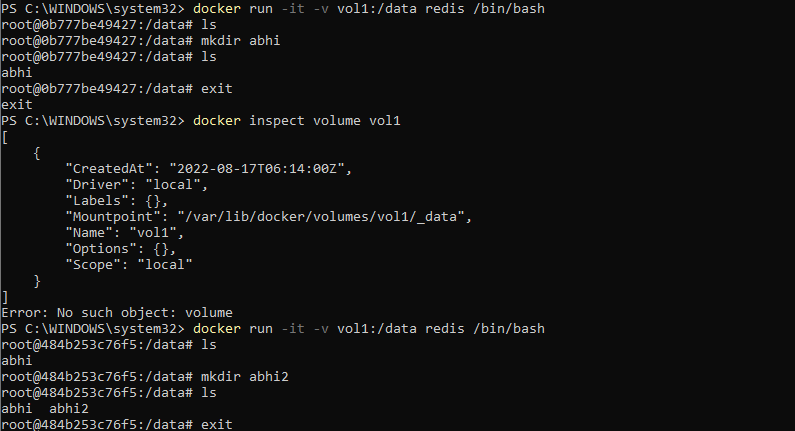 PS C:\WINDOWS\system32> docker run -it -v vol1:/data redis /bin/bash
root@0b777be49427:/data# ls
root@0b777be49427:/data# mkdir abhi
root@0b777be49427:/data# ls
abhi
root@0b777be49427:/data# exit
exit
PS C:\WINDOWS\system32> docker inspect volume vol1
[
    {
        "CreatedAt": "2022-08-17T06:14:00Z",
        "Driver": "local",
        "Labels": {},
        "Mountpoint": "/var/lib/docker/volumes/vol1/_data",
        "Name": "vol1",
        "Options": {},
        "Scope": "local"
    }
]
Error: No such object: volume
PS C:\WINDOWS\system32> docker run -it -v vol1:/data redis /bin/bash
root@484b253c76f5:/data# ls
abhi
root@484b253c76f5:/data# mkdir abhi2
root@484b253c76f5:/data# ls
abhi  abhi2
root@484b253c76f5:/data# exit